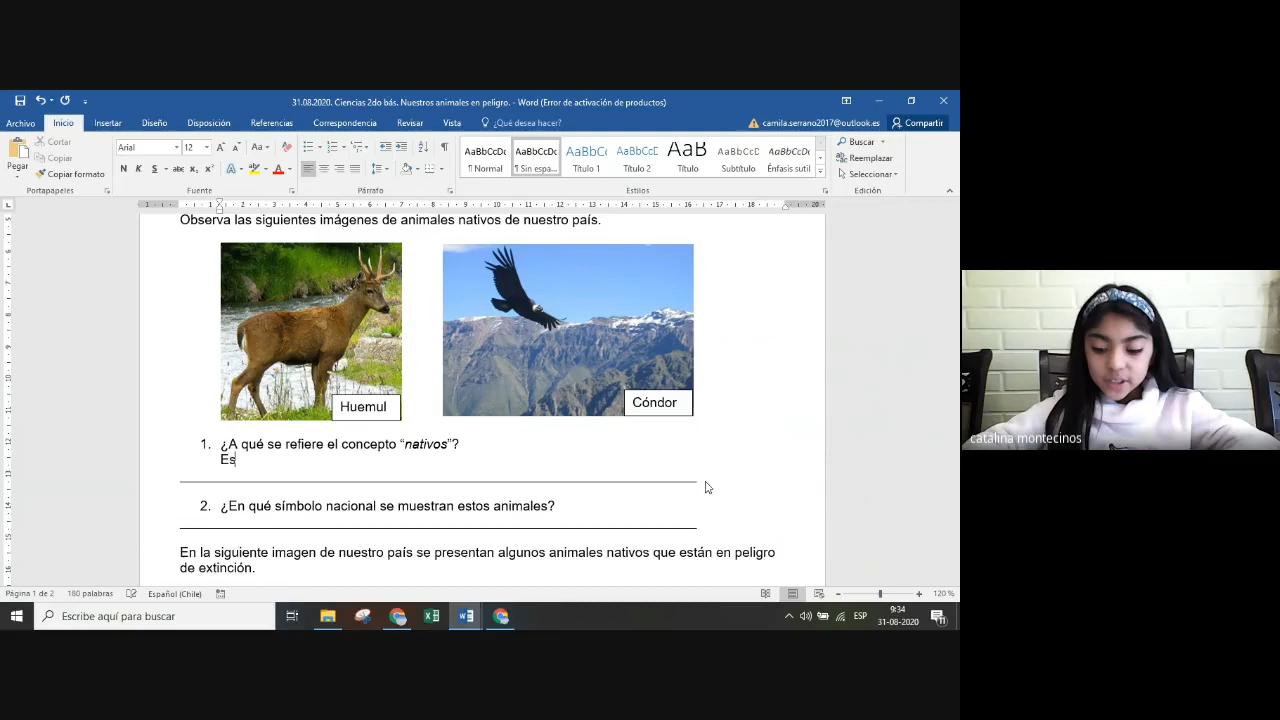 31.08.2020. Ciencias 2do bás. Nuestros animales en peligro. - Word (Error de activación de productos)
Archivo Inicio Insertar Diseño Disposición Referencias Correspondencia Revisar Vista ¿Qué desea hacer? camila.serrano2017@outlook.es Compartir
Pegar
Cortar
Copiar
Copiar formato
Portapapeles
Arial 12
N K S abc x₂ x²
Fuente
Párrafo
AaBbCcDc AaBbCcDc AaBbCc AaBbCcE AaB AaBbCcD AaBbCcDc
¶ Normal ¶ Sin espa... Título 1 Título 2 Título Subtítulo Énfasis sutil
Estilos
Buscar
Reemplazar
Seleccionar
Edición
Observa las siguientes imágenes de animales nativos de nuestro país.
Huemul
Cóndor
1. ¿A qué se refiere el concepto “nativos”?
Es
2. ¿En qué símbolo nacional se muestran estos animales?
En la siguiente imagen de nuestro país se presentan algunos animales nativos que están en peligro
de extinción.
Página 1 de 2 180 palabras Español (Chile) 120 %
Escribe aquí para buscar
ESP
9:34
31-08-2020
catalina montecinos